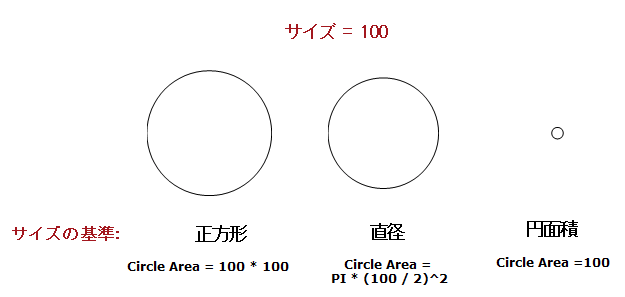 サイズ = 100
サイズの基準:
正方形
直径
円面積
Circle Area = 100 * 100
Circle Area =
PI * (100 / 2)^2
Circle Area =100